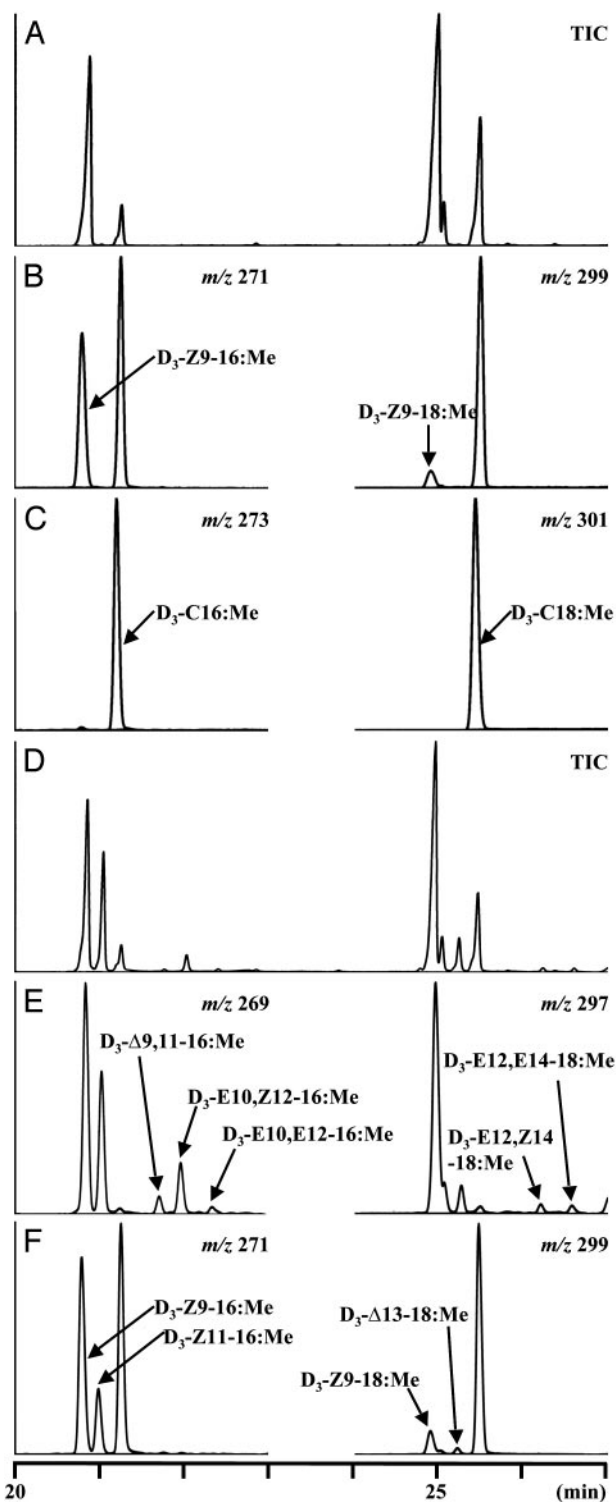 A
TIC
B
m/z 271
m/z 299
D₃-Z9-16:Me
D₃-Z9-18:Me
C
m/z 273
m/z 301
D₃-C16:Me
D₃-C18:Me
D
TIC
E
m/z 269
m/z 297
D₃-Δ9,11-16:Me
D₃-E12,E14-18:Me
D₃-E10,Z12-16:Me
D₃-E10,E12-16:Me
D₃-E12,Z14
-18:Me
F
m/z 271
m/z 299
D₃-Z9-16:Me
D₃-Δ13-18:Me
D₃-Z11-16:Me
D₃-Z9-18:Me
20 25 (min)